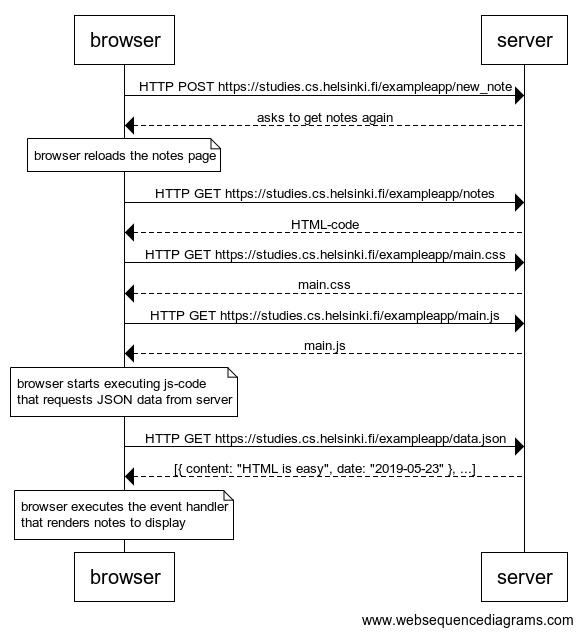 browser
server
HTTP POST https://studies.cs.helsinki.fi/exampleapp/new_note
asks to get notes again
browser reloads the notes page
HTTP GET https://studies.cs.helsinki.fi/exampleapp/notes
HTML-code
HTTP GET https://studies.cs.helsinki.fi/exampleapp/main.css
main.css
HTTP GET https://studies.cs.helsinki.fi/exampleapp/main.js
main.js
browser starts executing js-code
that requests JSON data from server
HTTP GET https://studies.cs.helsinki.fi/exampleapp/data.json
[{ content: "HTML is easy", date: "2019-05-23" }, ...]
browser executes the event handler
that renders notes to display
browser
server
www.websequencediagrams.com